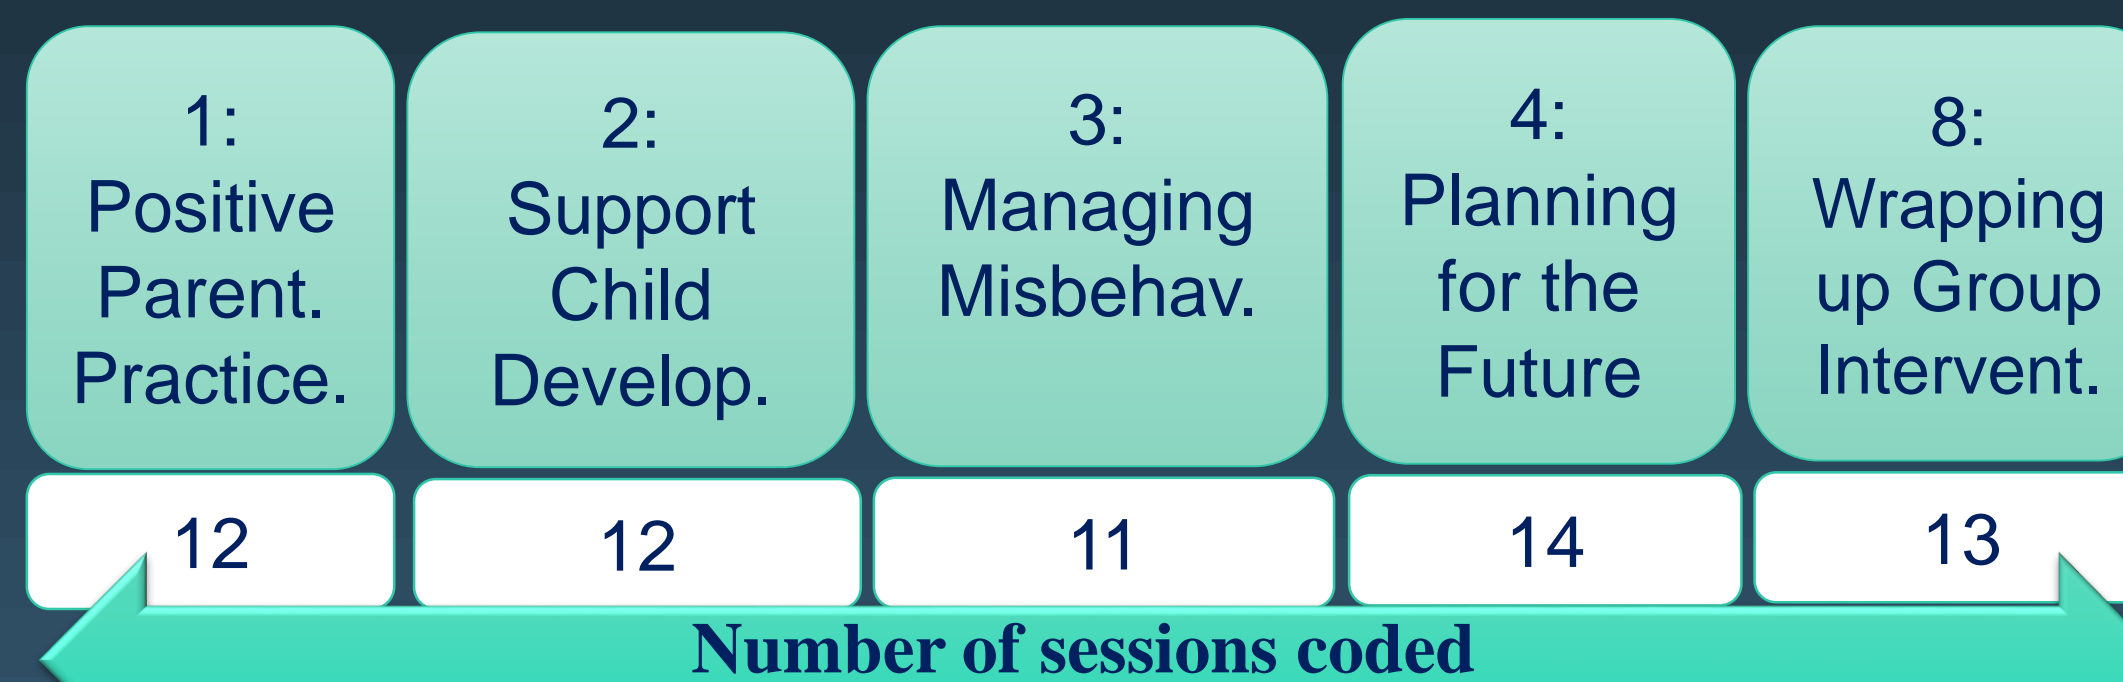 1:
Positive
Parent.
Practice.
2:
Support
Child
Develop.
3:
Managing
Misbehav.
4:
Planning
for the
Future
8:
Wrapping
up Group
Intervent.
12
12
11
14
13
Number of sessions coded